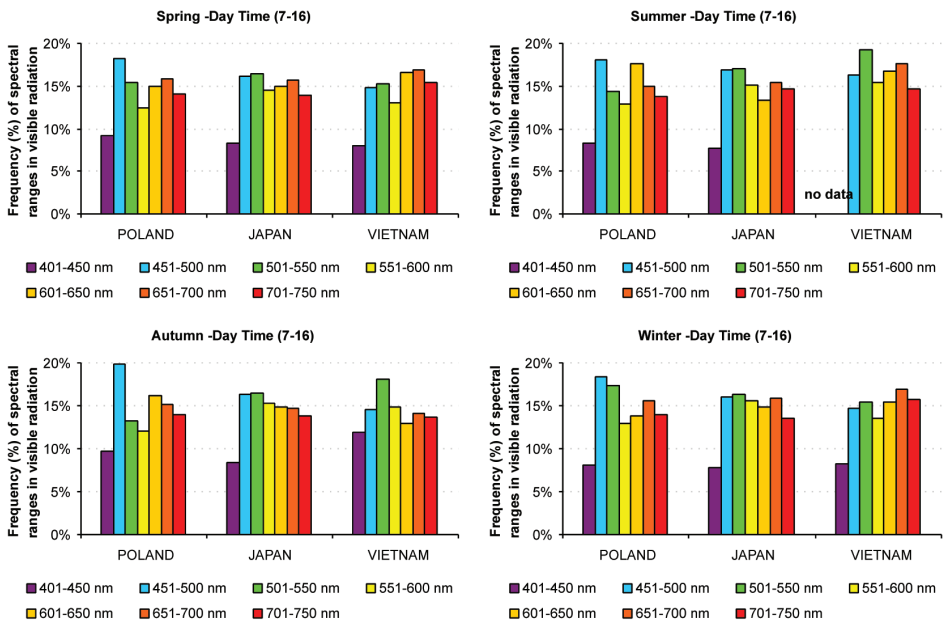 Spring -Day Time (7-16)
Frequency (%) of spectral
ranges in visible radiation
20%
15%
10%
5%
0%
POLAND JAPAN VIETNAM
401-450 nm 451-500 nm 501-550 nm 551-600 nm
601-650 nm 651-700 nm 701-750 nm
Summer -Day Time (7-16)
Frequency (%) of spectral
ranges in visible radiation
20%
15%
10%
5%
0%
no data
POLAND JAPAN VIETNAM
401-450 nm 451-500 nm 501-550 nm 551-600 nm
601-650 nm 651-700 nm 701-750 nm
Autumn -Day Time (7-16)
Frequency (%) of spectral
ranges in visible radiation
20%
15%
10%
5%
0%
POLAND JAPAN VIETNAM
401-450 nm 451-500 nm 501-550 nm 551-600 nm
601-650 nm 651-700 nm 701-750 nm
Winter -Day Time (7-16)
Frequency (%) of spectral
ranges in visible radiation
20%
15%
10%
5%
0%
POLAND JAPAN VIETNAM
401-450 nm 451-500 nm 501-550 nm 551-600 nm
601-650 nm 651-700 nm 701-750 nm